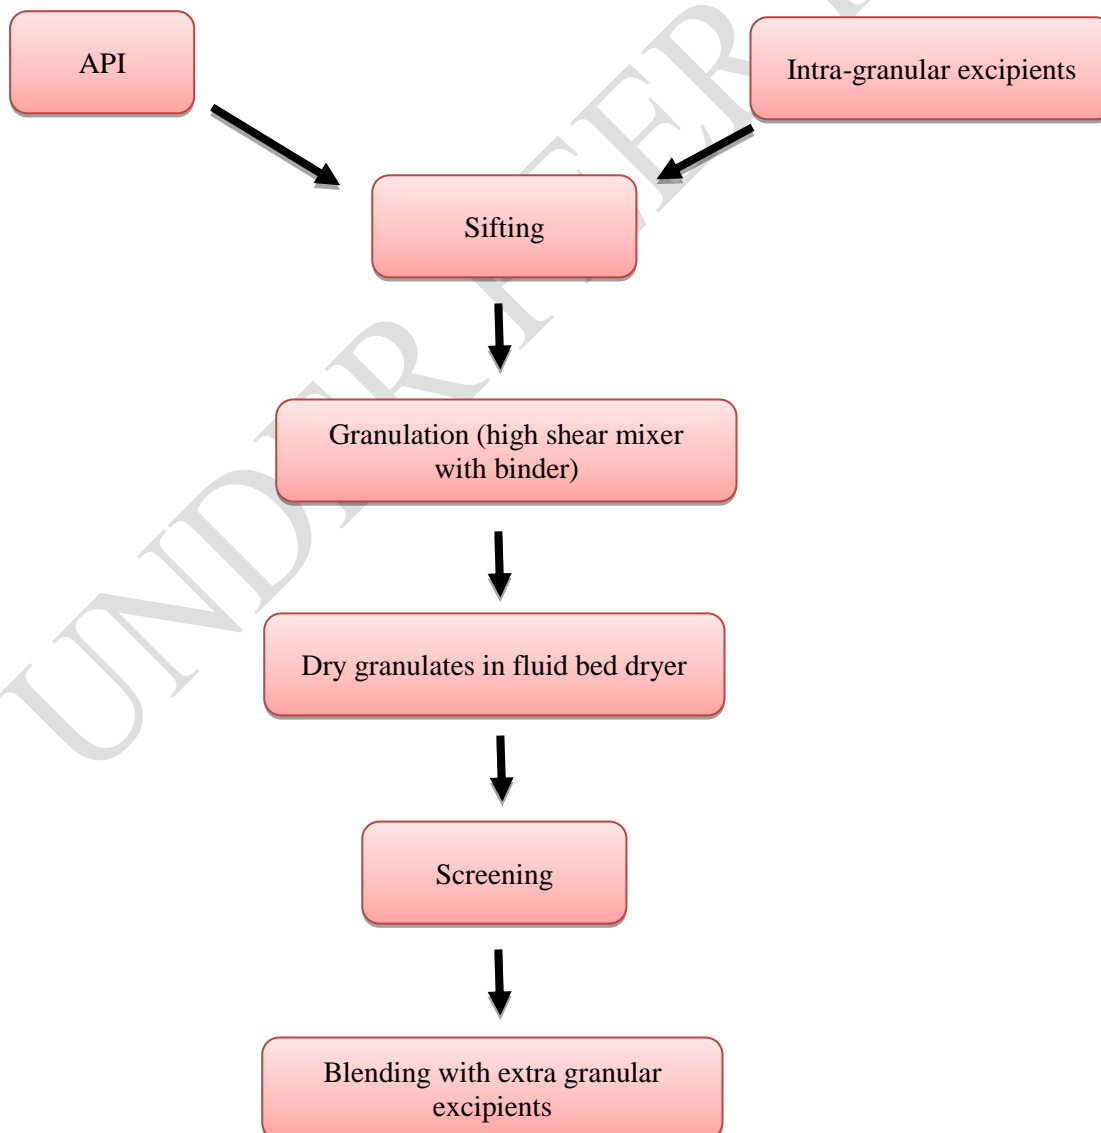 UNDER PEER
API
Intra-granular excipients
Sifting
Granulation (high shear mixer
with binder)
Dry granulates in fluid bed dryer
Screening
Blending with extra granular
excipients